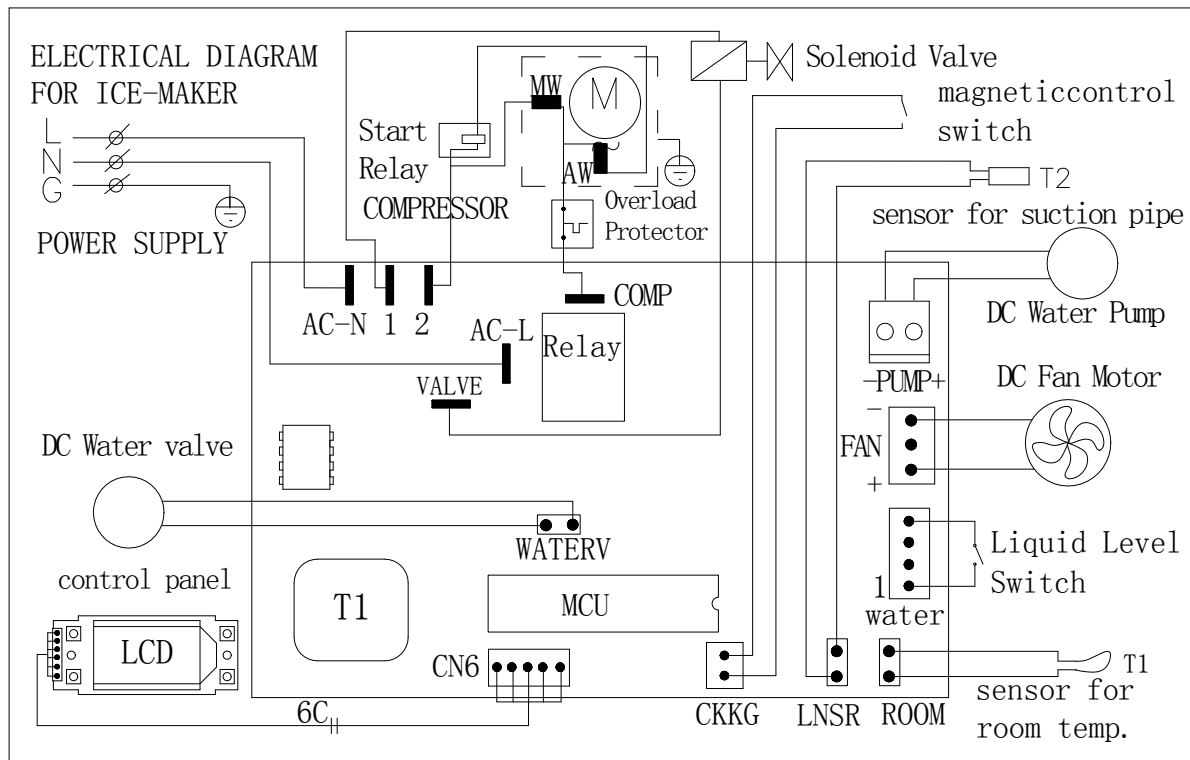 ELECTRICAL DIAGRAM
FOR ICE-MAKER
L
N
G
POWER SUPPLY
Start
Relay
COMPRESSOR
MW
M
AW
Overload
Protector
Solenoid Valve
magneticcontrol
switch
T2
sensor for suction pipe
DC Water Pump
AC-N 1 2
COMP
AC-L
Relay
VALVE
-PUMP+
DC Fan Motor
-
FAN
+
DC Water valve
WATERV
Liquid Level
Switch
1
water
control panel
LCD
T1
MCU
CN6
6C
CKKG
LNSR
ROOM
T1
sensor for
room temp.